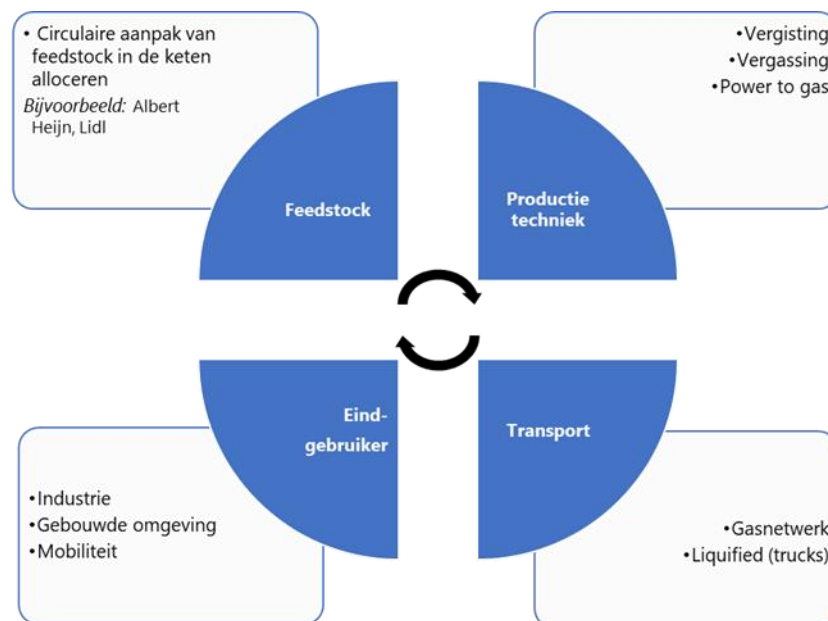 • Circulaire aanpak van
feedstock in de keten
alloceren
Bijvoorbeeld: Albert
Heijn, Lidl
•Vergisting
•Vergassing
•Power to gas
Feedstock
Productie
techniek
Eind-
gebruiker
Transport
•Industrie
•Gebouwde omgeving
•Mobiliteit
•Gasnetwerk
•Liquified (trucks)